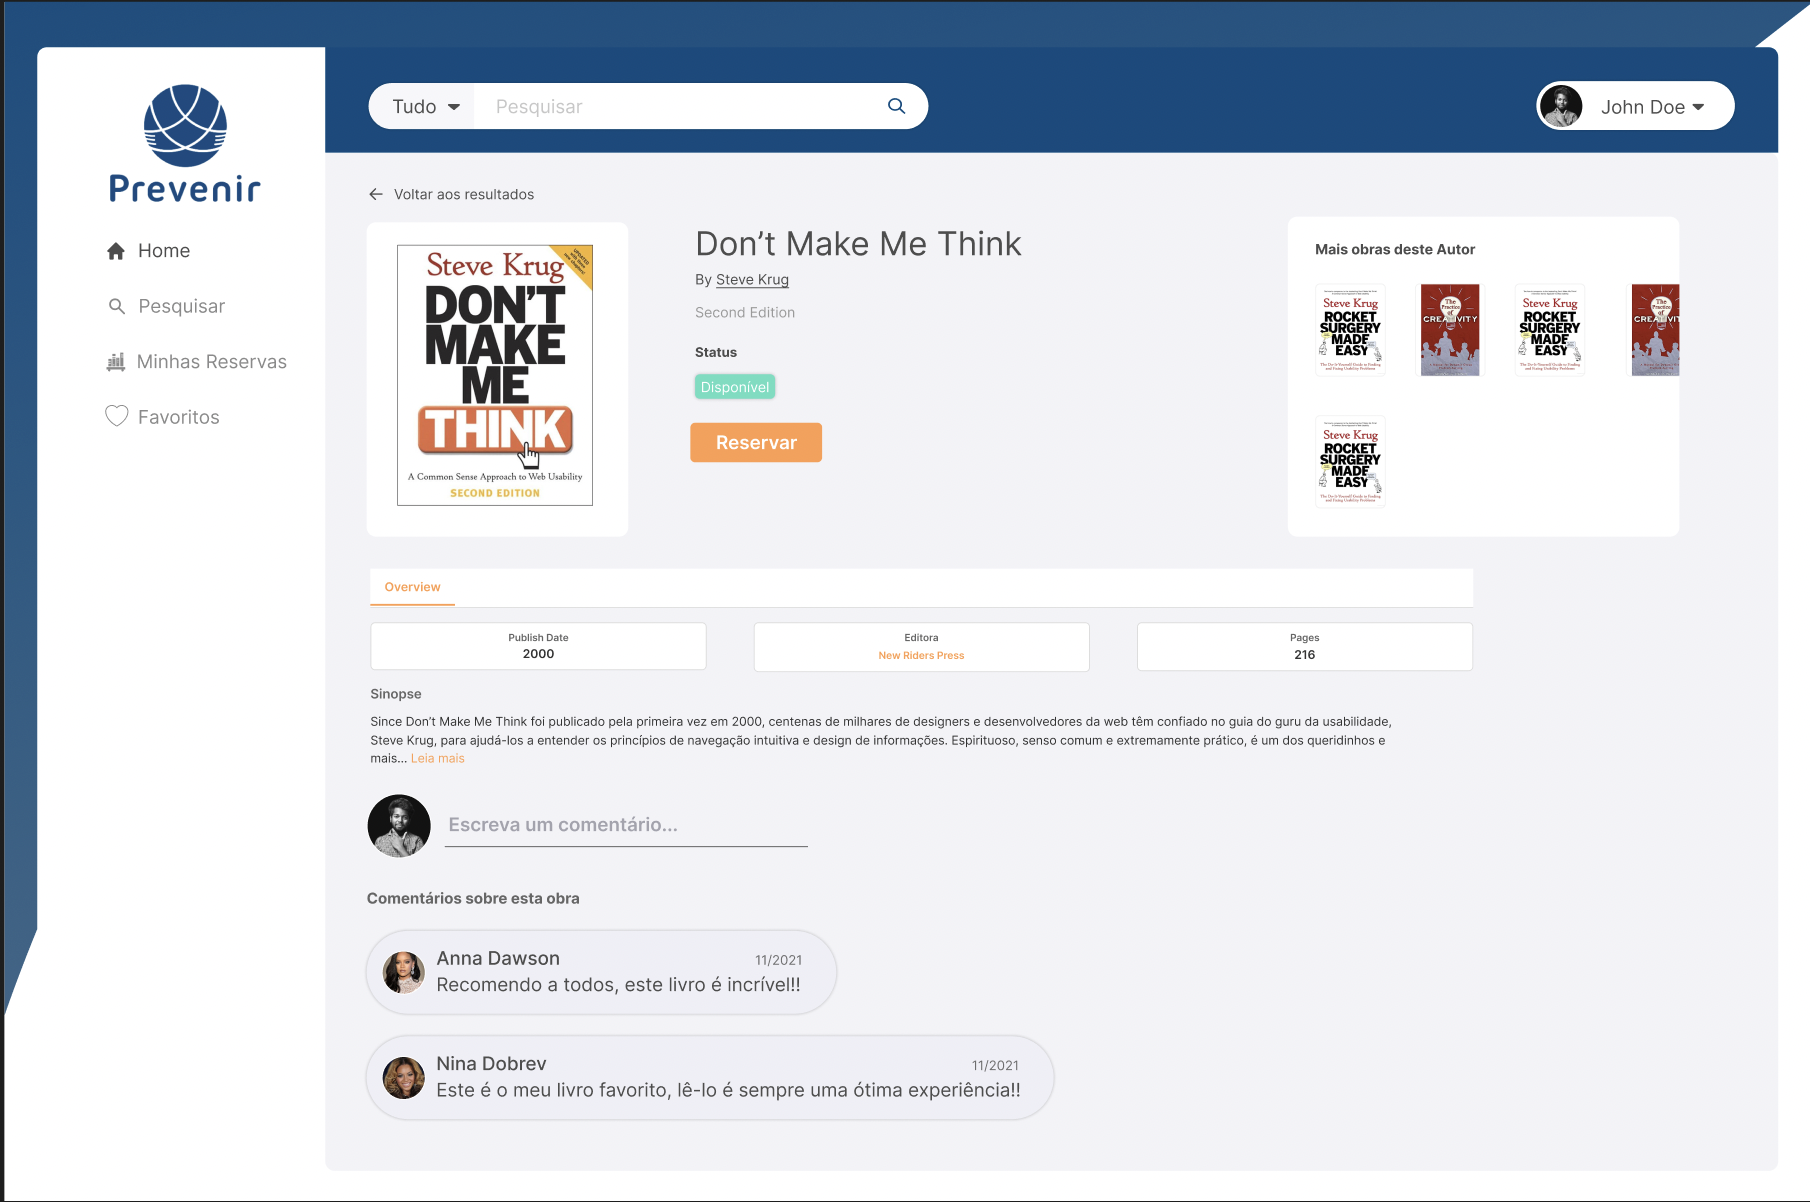 Tudo
Pesquisar
John Doe
Prevenir
Home
Pesquisar
Minhas Reservas
Favoritos
Voltar aos resultados
Steve Krug
DON'T
MAKE
ME
THINK
A Common Sense Approach to Web Usability
SECOND EDITION
Don’t Make Me Think
By Steve Krug
Second Edition
Status
Disponível
Reservar
Mais obras deste Autor
Steve Krug
ROCKET
SURGERY
MADE
EASY
The Practice of
CREATIVITY
Steve Krug
ROCKET
SURGERY
MADE
EASY
The Practice of
CREATIVIT
Steve Krug
ROCKET
SURGERY
MADE
EASY
Overview
Publish Date
2000
Editora
New Riders Press
Pages
216
Sinopse
Since Don’t Make Me Think foi publicado pela primeira vez em 2000, centenas de milhares de designers e desenvolvedores da web têm confiado no guia do guru da usabilidade,
Steve Krug, para ajudá-los a entender os princípios de navegação intuitiva e design de informações. Espirituoso, senso comum e extremamente prático, é um dos queridinhos e
mais... Leia mais
Escreva um comentário...
Comentários sobre esta obra
Anna Dawson 11/2021
Recomendo a todos, este livro é incrível!!
Nina Dobrev 11/2021
Este é o meu livro favorito, lê-lo é sempre uma ótima experiência!!